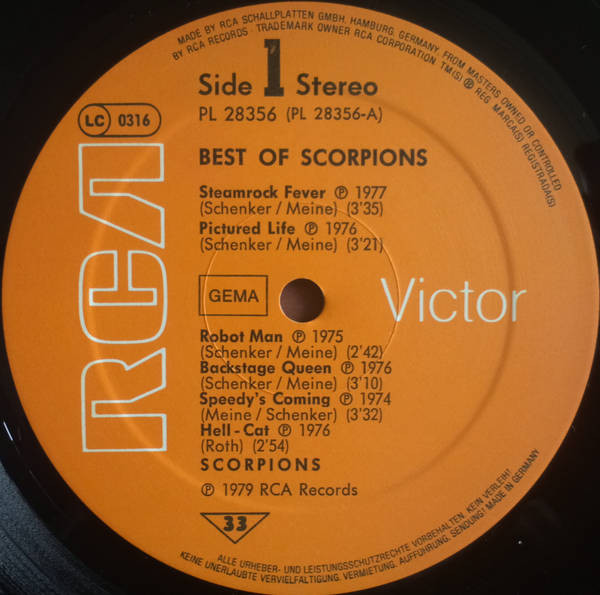 MADE BY RCA SCHALLPLATTEN GMBH, HAMBURG, GERMANY, FROM MASTERS OWNED OR CONTROLLED
BY RCA RECORDS TRADEMARK OWNER RCA CORPORATION. TM(S) ® REG MARCA(S) REGISTRADA(S)
Side 1 Stereo
PL 28356 (PL 28356-A)
LC 0316
BEST OF SCORPIONS
Steamrock Fever ℗ 1977
(Schenker / Meine) (3'35)
Pictured Life ℗ 1976
(Schenker / Meine) (3'21)
GEMA
RCA
Victor
Robot Man ℗ 1975
(Schenker / Meine) (2'42)
Backstage Queen ℗ 1976
(Schenker / Meine) (3'10)
Speedy's Coming ℗ 1974
(Meine / Schenker) (3'32)
Hell - Cat ℗ 1976
(Roth) (2'54)
SCORPIONS
℗ 1979 RCA Records
33
ALLE URHEBER- UND LEISTUNGSSCHUTZRECHTE VORBEHALTEN. KEIN VERLEIH!
KEINE UNERLAUBTE VERVIELFÄLTIGUNG, VERMIETUNG, AUFFÜHRUNG, SENDUNG! MADE IN GERMANY